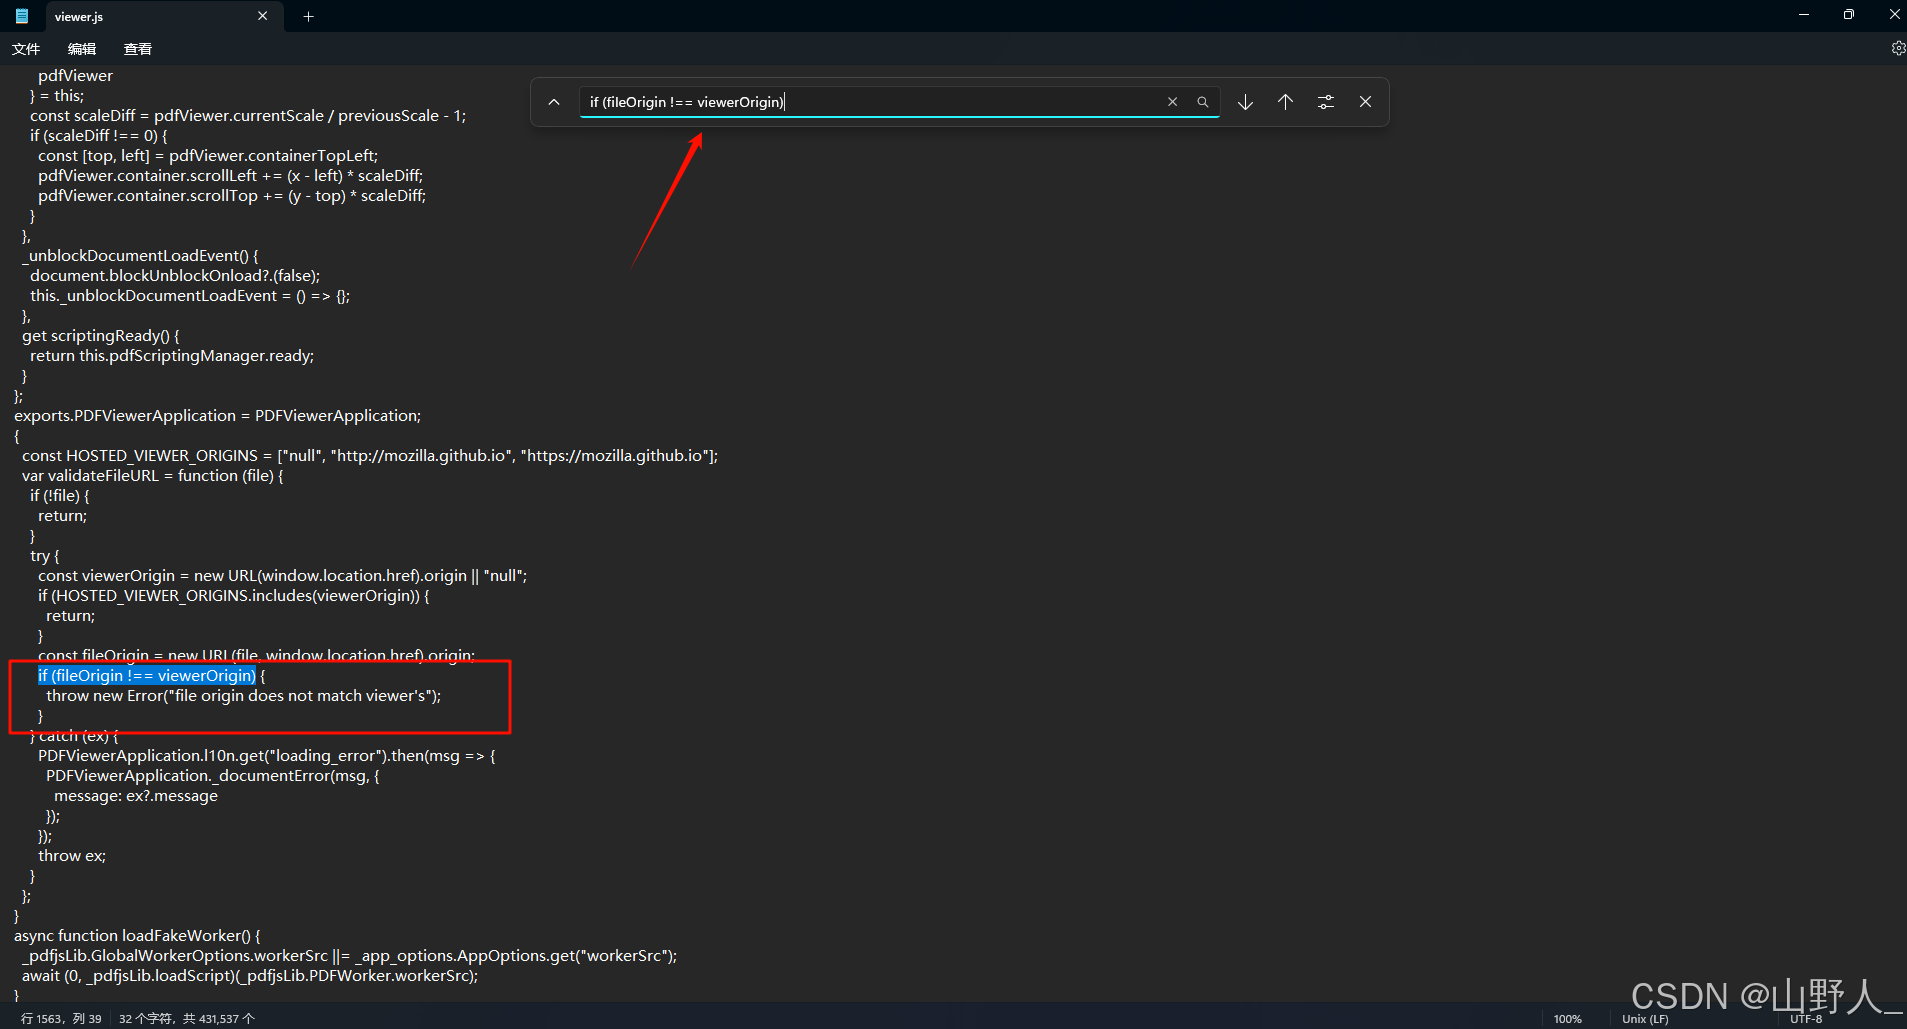 viewer.js
文件 编辑 查看
if (fileOrigin !== viewerOrigin)
pdfViewer
} = this;
const scaleDiff = pdfViewer.currentScale / previousScale - 1;
if (scaleDiff !== 0) {
const [top, left] = pdfViewer.containerTopLeft;
pdfViewer.container.scrollLeft += (x - left) * scaleDiff;
pdfViewer.container.scrollTop += (y - top) * scaleDiff;
}
},
_unblockDocumentLoadEvent() {
document.blockUnblockOnload?.(false);
this._unblockDocumentLoadEvent = () => {};
},
get scriptingReady() {
return this.pdfScriptingManager.ready;
}
};
exports.PDFViewerApplication = PDFViewerApplication;
{
const HOSTED_VIEWER_ORIGINS = ["null", "http://mozilla.github.io", "https://mozilla.github.io"];
var validateFileURL = function (file) {
if (!file) {
return;
}
try {
const viewerOrigin = new URL(window.location.href).origin || "null";
if (HOSTED_VIEWER_ORIGINS.includes(viewerOrigin)) {
return;
}
const fileOrigin = new URL(file, window.location.href).origin;
if (fileOrigin !== viewerOrigin) {
throw new Error("file origin does not match viewer's");
}
} catch (ex) {
PDFViewerApplication.l10n.get("loading_error").then(msg => {
PDFViewerApplication._documentError(msg, {
message: ex?.message
});
});
throw ex;
}
};
}
async function loadFakeWorker() {
_pdfjsLib.GlobalWorkerOptions.workerSrc ||= _app_options.AppOptions.get("workerSrc");
await (0, _pdfjsLib.loadScript)(_pdfjsLib.PDFWorker.workerSrc);
}
CSDN @山野人_
行 1563，列 39 32 个字符，共 431,537 个 100% Unix (LF) UTF-8